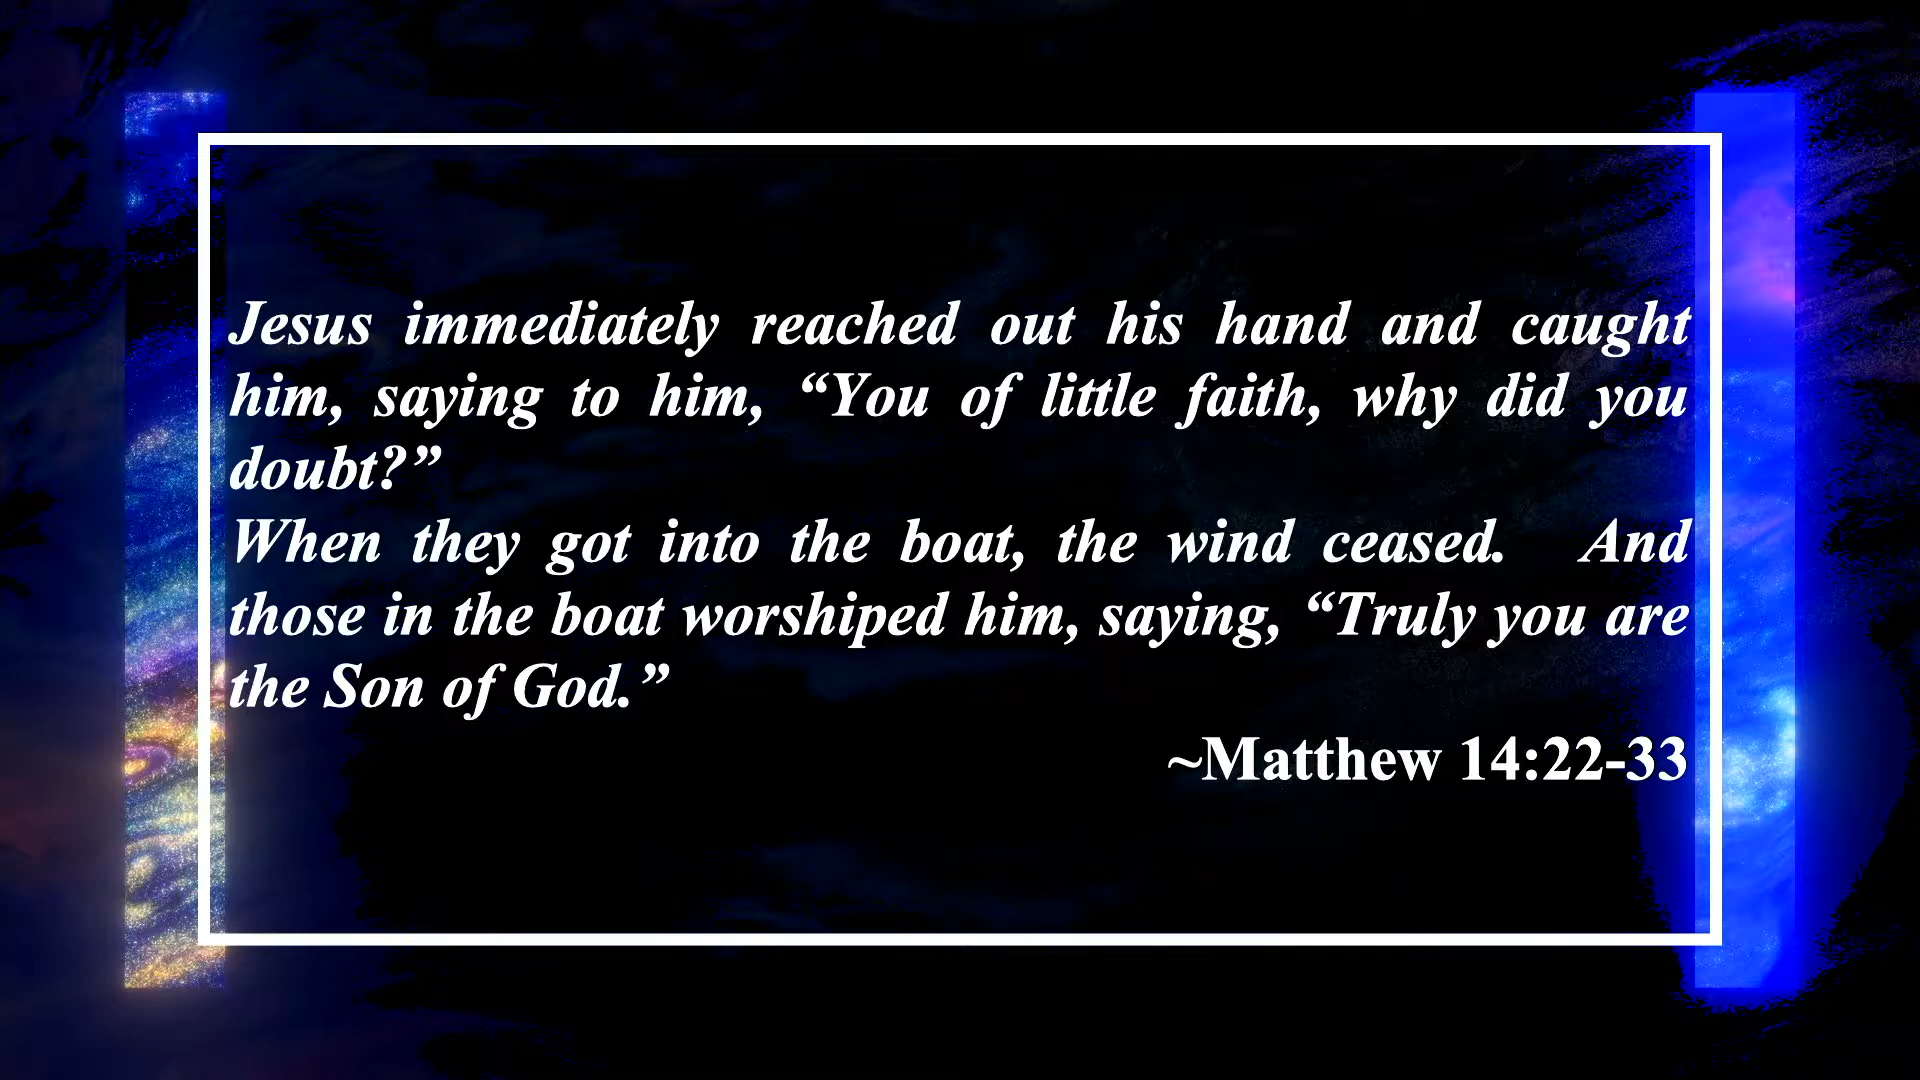 Jesus immediately reached out his hand and caught
him, saying to him, “You of little faith, why did you
doubt?”
When they got into the boat, the wind ceased.  And
those in the boat worshiped him, saying, “Truly you are
the Son of God.”
~Matthew 14:22-33